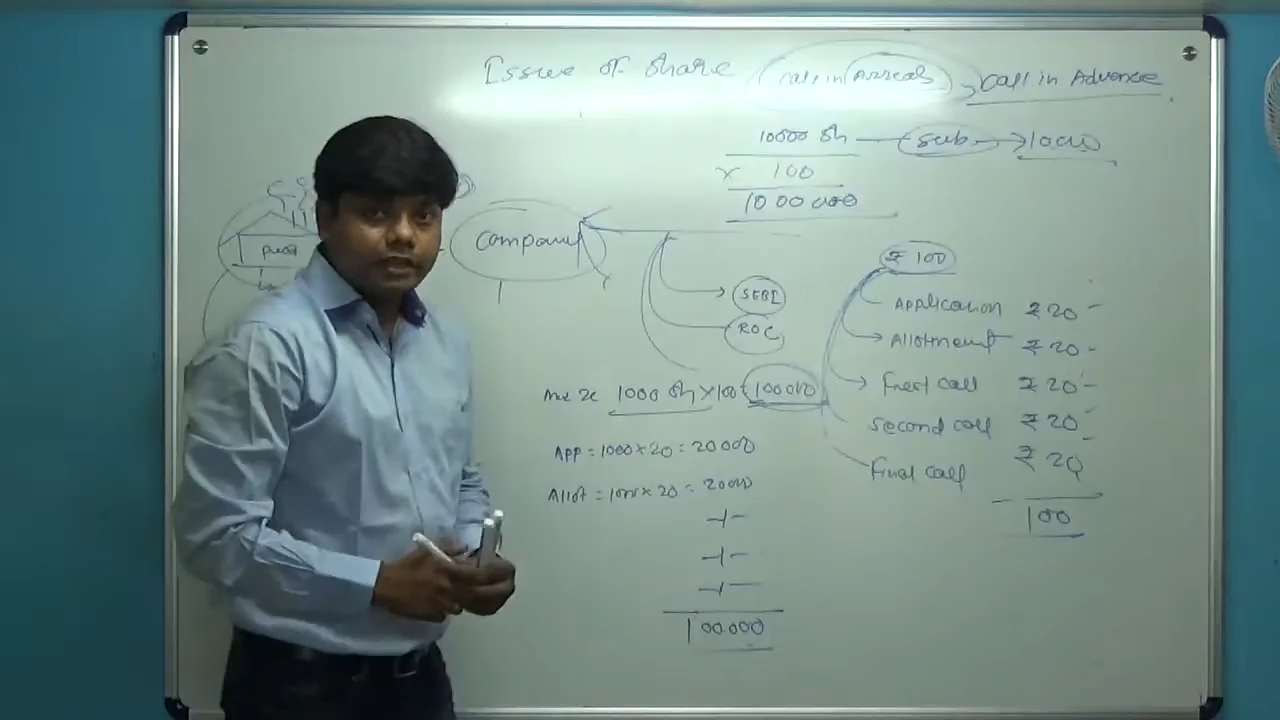 Issue of Share Call in Arrears, Call in Advance
10000 Sh Sub 10000
x 100
10 00 000
Company
₹ 100
SEBI
ROC
Application ₹ 20
Allotment ₹ 20
First call ₹ 20
second call ₹ 20
Final call ₹ 20
100
1000 Sh x 100 = 100000
App = 1000 x 20 = 20000
Allot = 1000 x 20 = 20000
100000